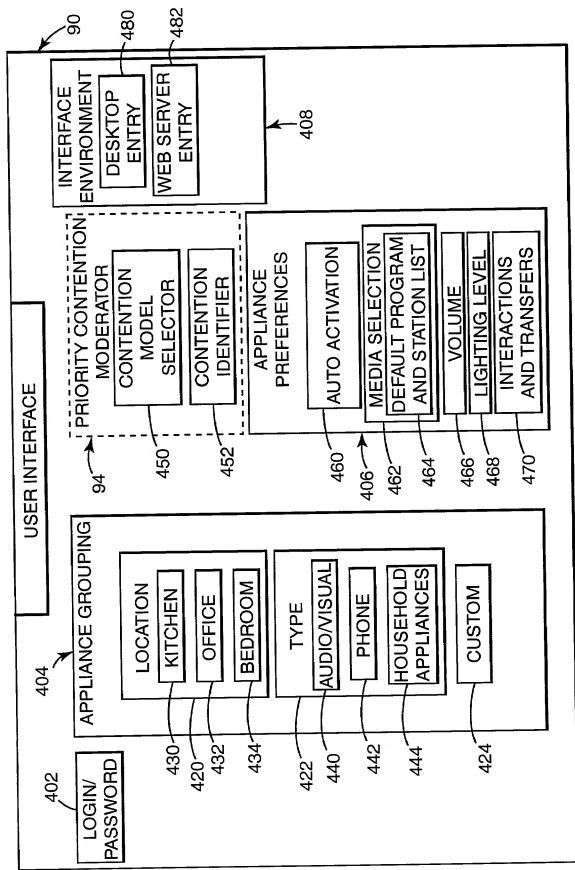 USER INTERFACE
90
402
LOGIN/
PASSWORD
404
APPLIANCE GROUPING
LOCATION
KITCHEN
OFFICE
BEDROOM
430
420
432
434
TYPE
AUDIO/VISUAL
PHONE
HOUSEHOLD
APPLIANCES
422
440
442
444
CUSTOM
424
PRIORITY CONTENTION
MODERATOR
CONTENTION
MODEL
SELECTOR
CONTENTION
IDENTIFIER
94
450
452
APPLIANCE
PREFERENCES
AUTO ACTIVATION
MEDIA SELECTION
DEFAULT PROGRAM
AND STATION LIST
VOLUME
LIGHTING LEVEL
INTERACTIONS
AND TRANSFERS
460
406
462
464
466
468
470
INTERFACE
ENVIRONMENT
DESKTOP
ENTRY
WEB SERVER
ENTRY
480
482
408